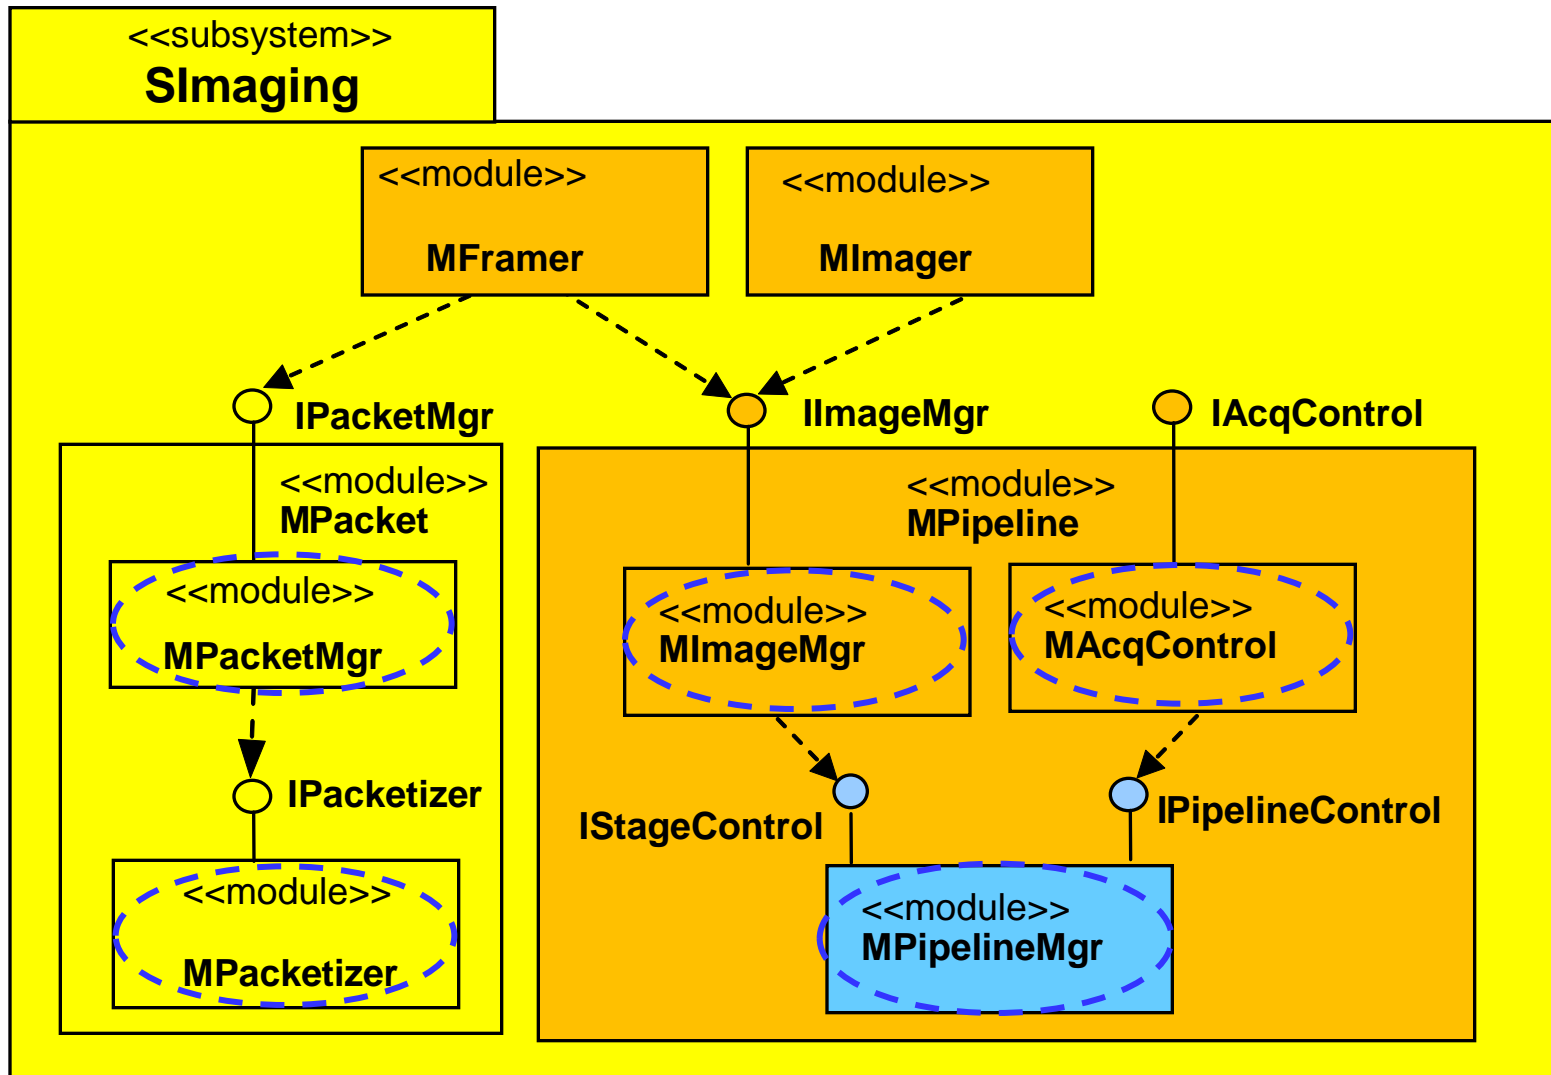 <<subsystem>>
SImaging
<<module>>
MFramer
<<module>>
MImager
IPacketMgr
IImageMgr
IAcqControl
<<module>>
MPacket
<<module>>
MPipeline
<<module>>
MPacketMgr
<<module>>
MImageMgr
<<module>>
MAcqControl
IPacketizer
IStageControl
IPipelineControl
<<module>>
MPacketizer
<<module>>
MPipelineMgr